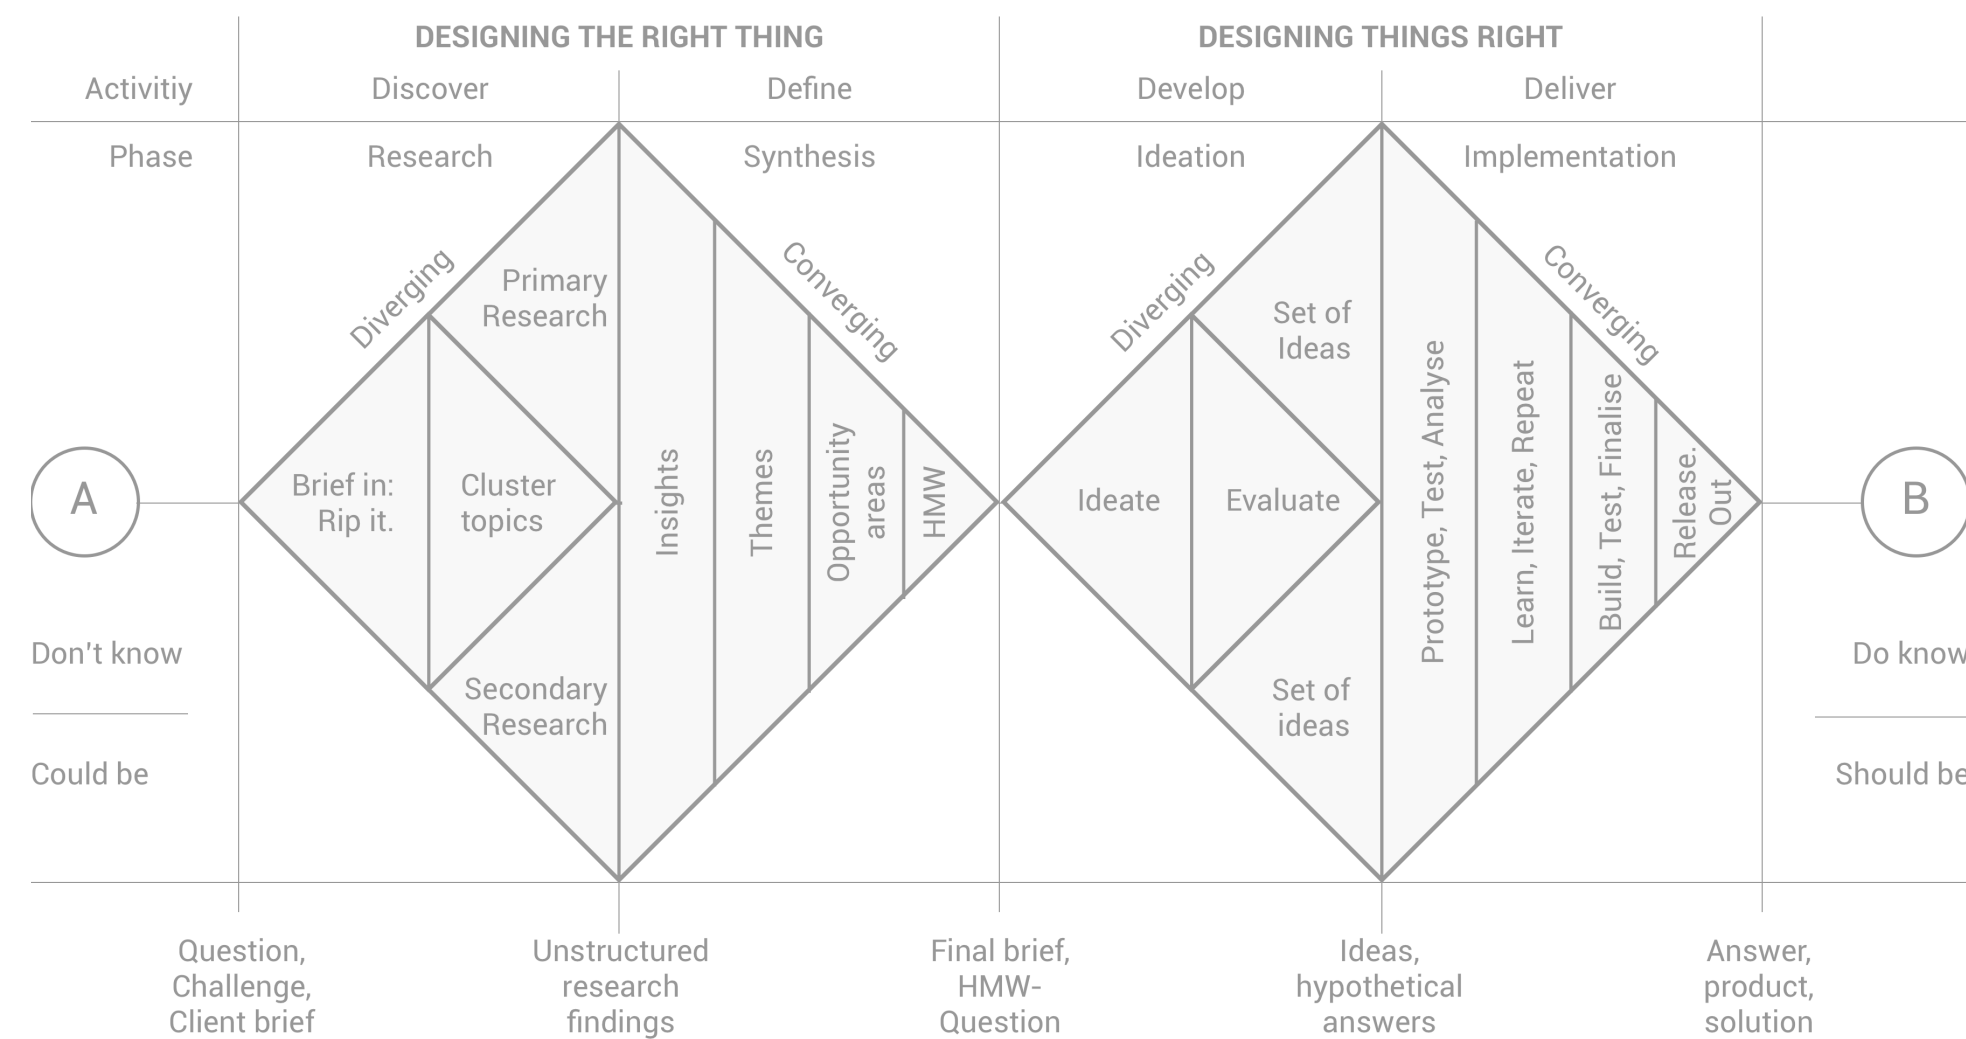 DESIGNING THE RIGHT THING
DESIGNING THINGS RIGHT
Activitiy
Discover
Define
Develop
Deliver
Phase
Research
Synthesis
Ideation
Implementation
Diverging
Converging
Diverging
Converging
Primary
Research
Set of
Ideas
A
Brief in:
Rip it.
Cluster
topics
Insights
Themes
Opportunity
areas
HMW
Ideate
Evaluate
Prototype, Test, Analyse
Learn, Iterate, Repeat
Build, Test, Finalise
Release.
Out
B
Don't know
Could be
Secondary
Research
Set of
ideas
Do know
Should be
Question,
Challenge,
Client brief
Unstructured
research
findings
Final brief,
HMW-
Question
Ideas,
hypothetical
answers
Answer,
product,
solution